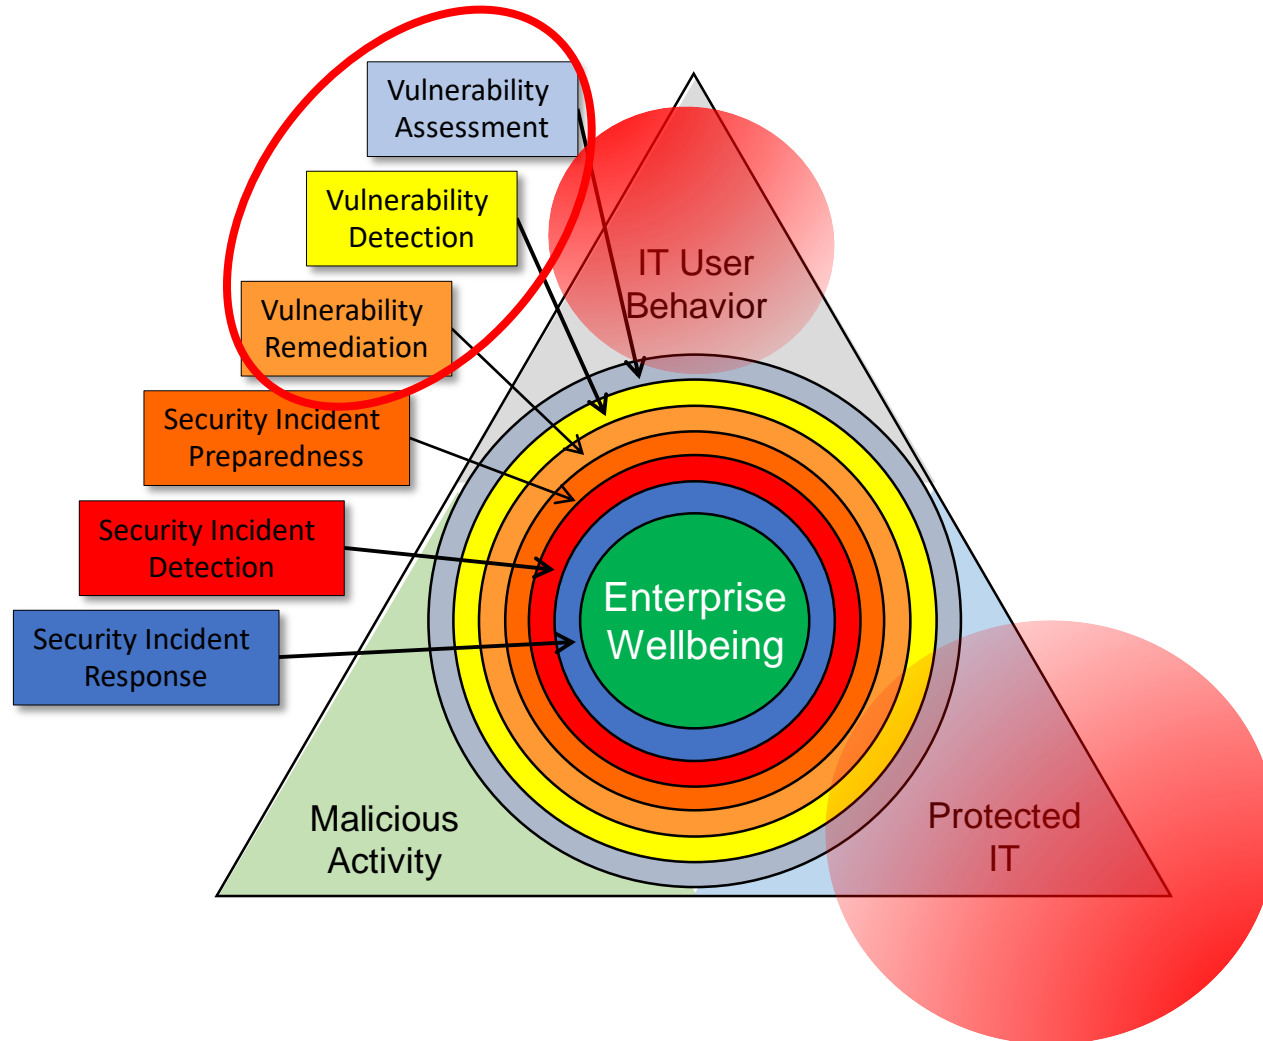 Vulnerability
Assessment
Vulnerability
Detection
Vulnerability
Remediation
Security Incident
Preparedness
Security Incident
Detection
Security Incident
Response
IT User
Behavior
Enterprise
Wellbeing
Malicious
Activity
Protected
IT